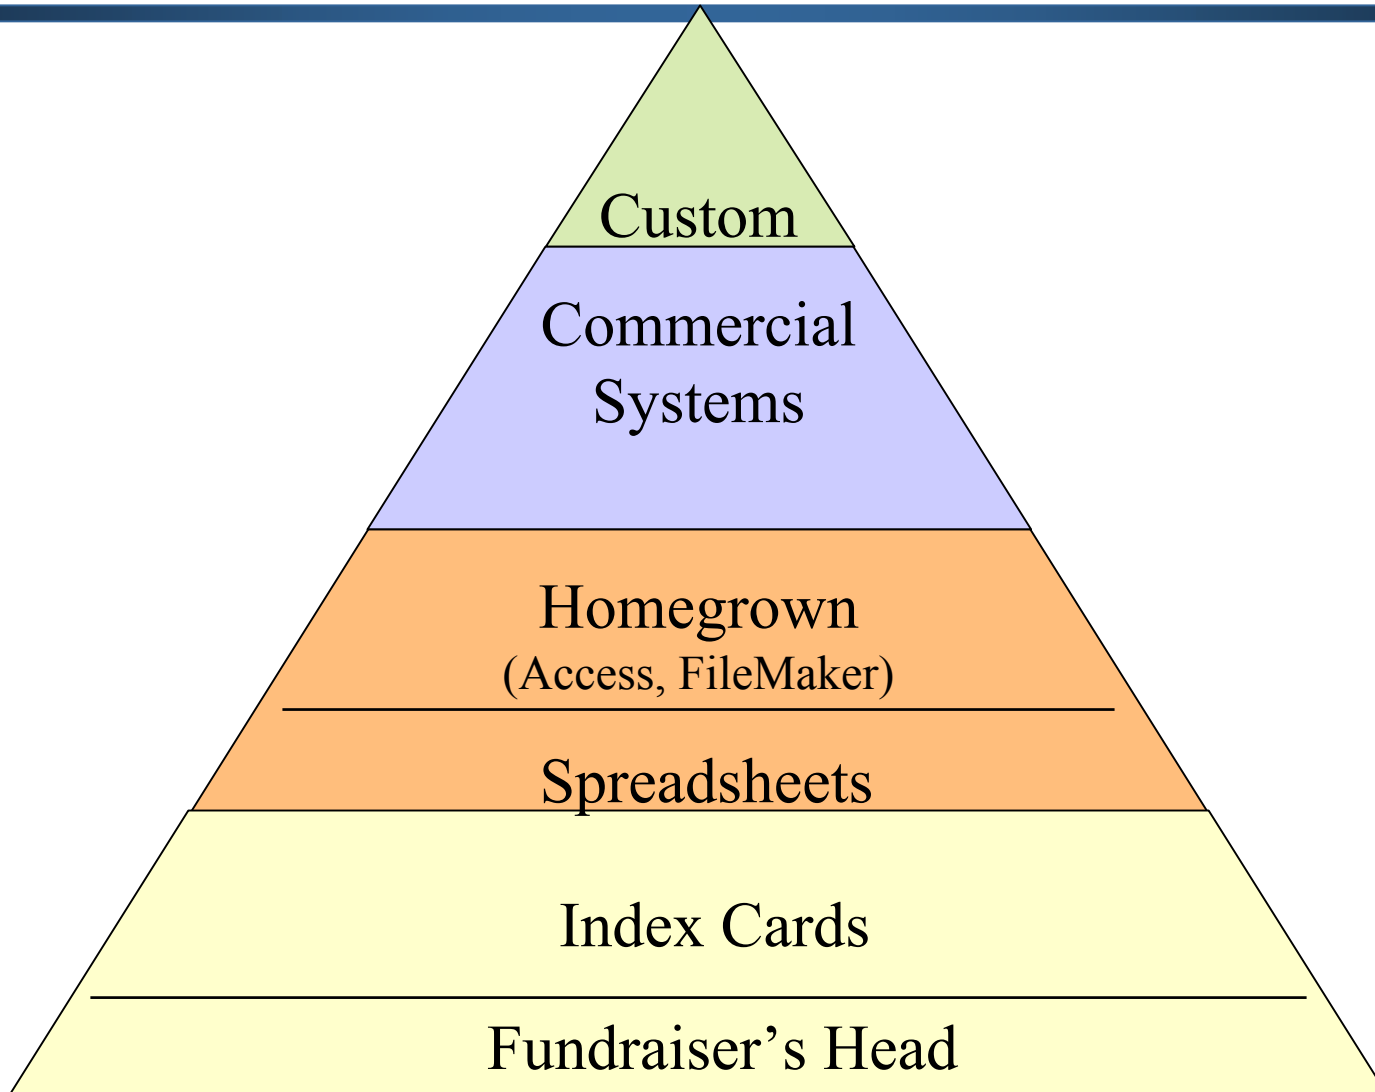 Custom
Commercial
Systems
Homegrown
(Access, FileMaker)
Spreadsheets
Index Cards
Fundraiser’s Head